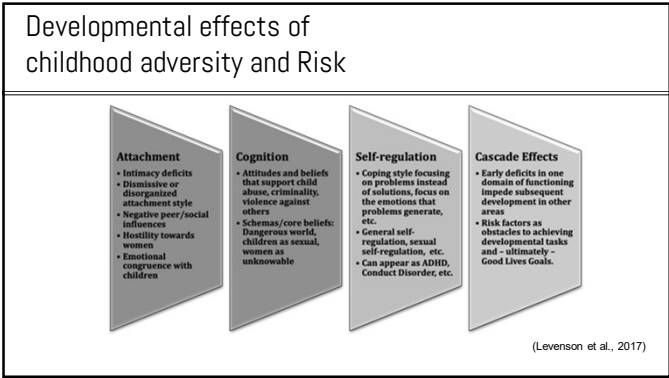 Developmental effects of
childhood adversity and Risk
Attachment
• Intimacy deficits
• Dismissive or
disorganized
attachment style
• Negative peer/social
influences
• Hostility towards
women
• Emotional
congruence with
children
Cognition
• Attitudes and beliefs
that support child
abuse, criminality,
violence against
others
• Schemas/core beliefs:
Dangerous world,
children as sexual,
women as
unknowable
Self-regulation
• Coping style focusing
on problems instead
of solutions, focus on
the emotions that
problems generate,
etc.
• General self-
regulation, sexual
self-regulation, etc.
• Can appear as ADHD,
Conduct Disorder, etc.
Cascade Effects
• Early deficits in one
domain of functioning
impede subsequent
development in other
areas
• Risk factors as
obstacles to achieving
developmental tasks
and – ultimately –
Good Lives Goals.
(Levenson et al., 2017)